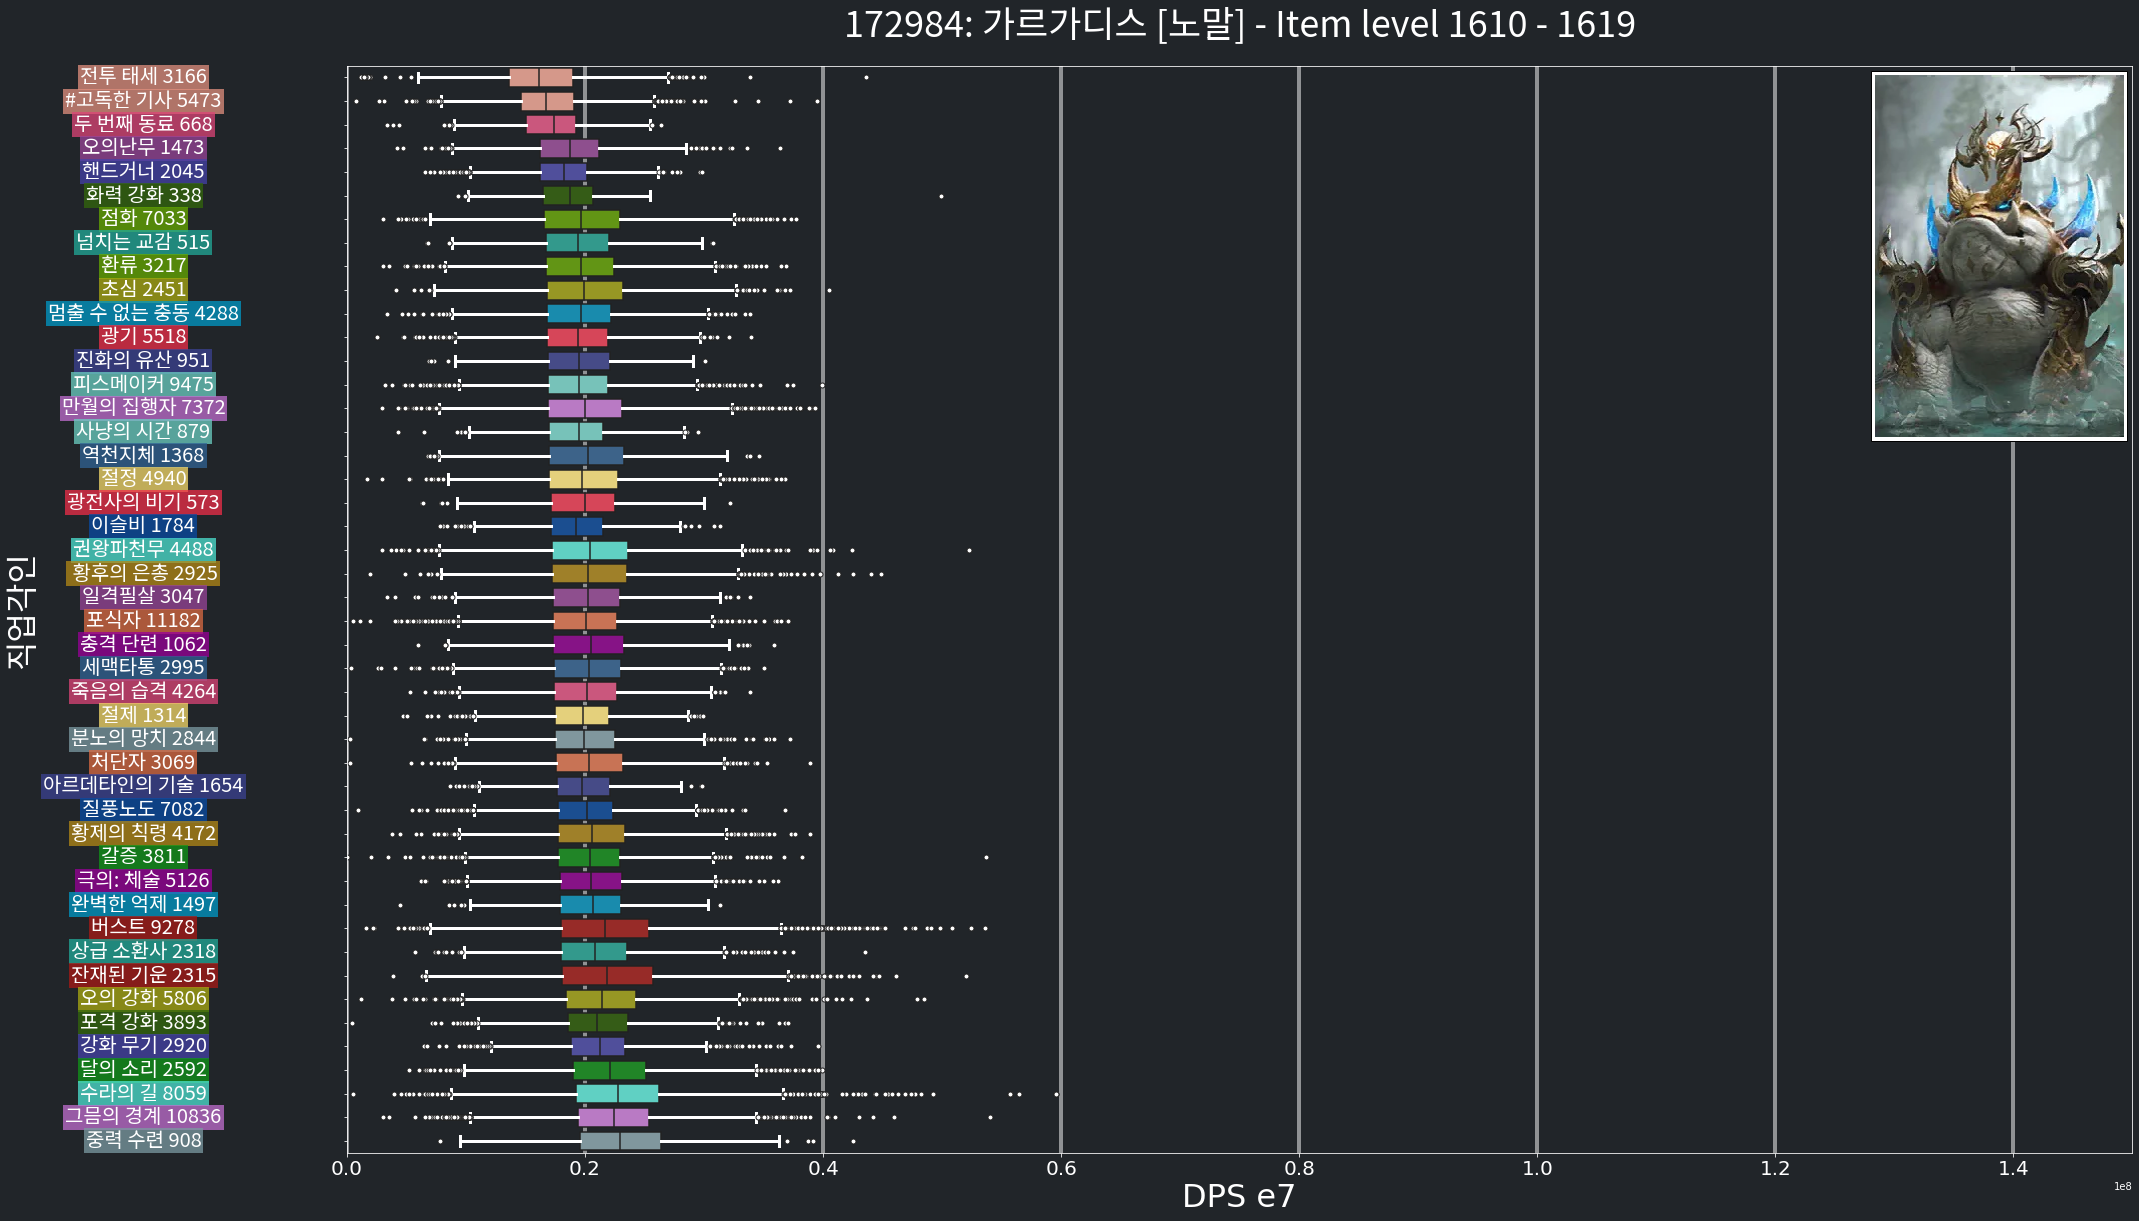 172984: 가르가디스 [노말] - Item level 1610 - 1619
전투 태세 3166
#고독한 기사 5473
두 번째 동료 668
오의난무 1473
핸드거너 2045
화력 강화 338
점화 7033
넘치는 교감 515
환류 3217
초심 2451
멈출 수 없는 충동 4288
광기 5518
진화의 유산 951
피스메이커 9475
만월의 집행자 7372
사냥의 시간 879
역천지체 1368
절정 4940
광전사의 비기 573
이슬비 1784
권왕파천무 4488
황후의 은총 2925
일격필살 3047
포식자 11182
충격 단련 1062
세맥타통 2995
죽음의 습격 4264
절제 1314
분노의 망치 2844
처단자 3069
아르데타인의 기술 1654
질풍노도 7082
황제의 칙령 4172
갈증 3811
극의: 체술 5126
완벽한 억제 1497
버스트 9278
상급 소환사 2318
잔재된 기운 2315
오의 강화 5806
포격 강화 3893
강화 무기 2920
달의 소리 2592
수라의 길 8059
그믐의 경계 10836
중력 수련 908
직업각인
0.0 0.2 0.4 0.6 0.8 1.0 1.2 1.4
1e8
DPS e7